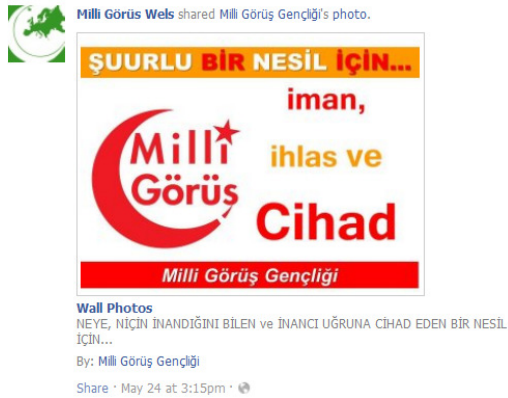 Milli Görüs Wels shared Milli Görüş Gençliği's photo.
ŞUURLU BİR NESİL İÇİN...
iman,
Milli
Görüş
ihlas ve
Cihad
Milli Görüş Gençliği
Wall Photos
NEYE, NİÇİN İNANDIĞINI BİLEN ve İNANCI UĞRUNA CİHAD EDEN BİR NESİL
İÇİN...
By: Milli Görüş Gençliği
Share · May 24 at 3:15pm ·